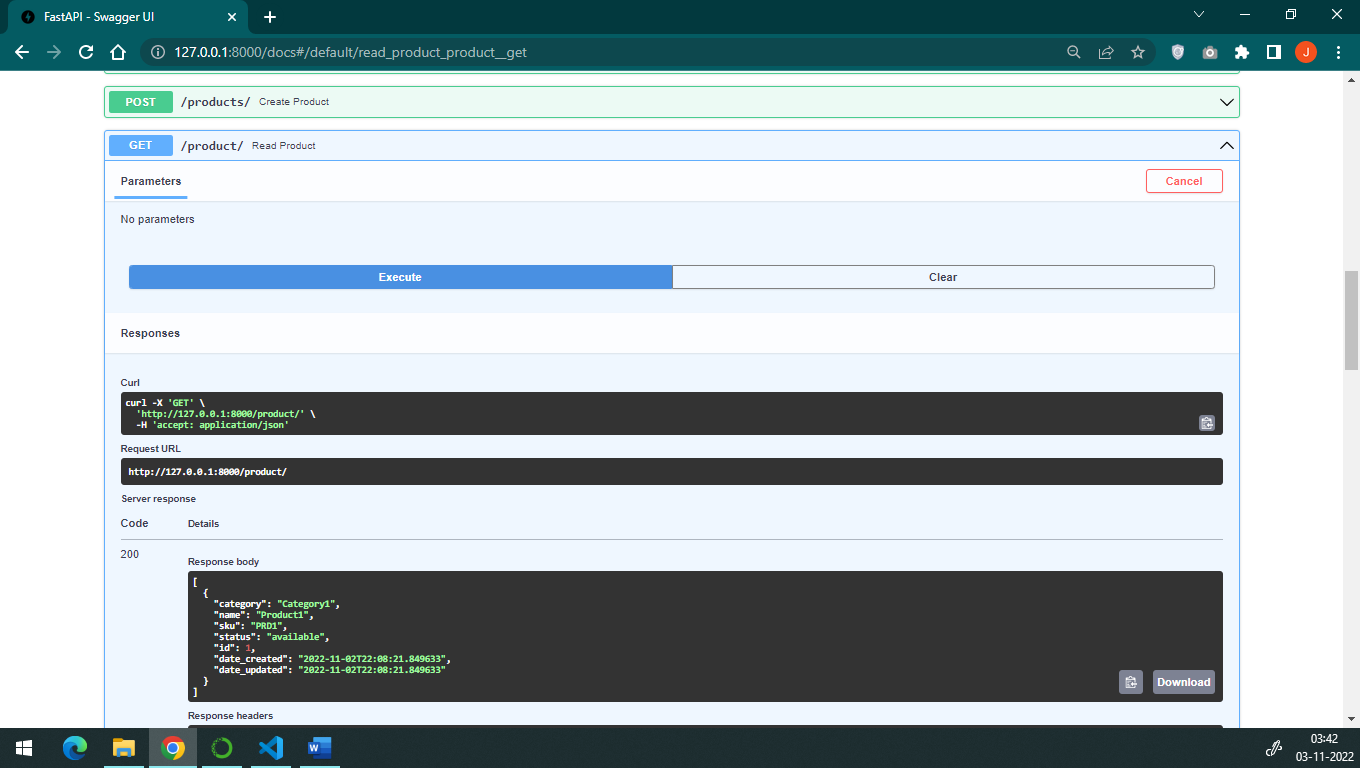 FastAPI - Swagger UI
127.0.0.1:8000/docs#/default/read_product_product__get
J
POST /products/ Create Product
GET /product/ Read Product
Parameters
Cancel
No parameters
Execute
Clear
Responses
Curl
curl -X 'GET' \
'http://127.0.0.1:8000/product/' \
-H 'accept: application/json'
Request URL
http://127.0.0.1:8000/product/
Server response
Code Details
200
Response body
[
{
"category": "Category1",
"name": "Product1",
"sku": "PRD1",
"status": "available",
"id": 1,
"date_created": "2022-11-02T22:08:21.849633",
"date_updated": "2022-11-02T22:08:21.849633"
}
]
Download
Response headers
W
03:42
03-11-2022